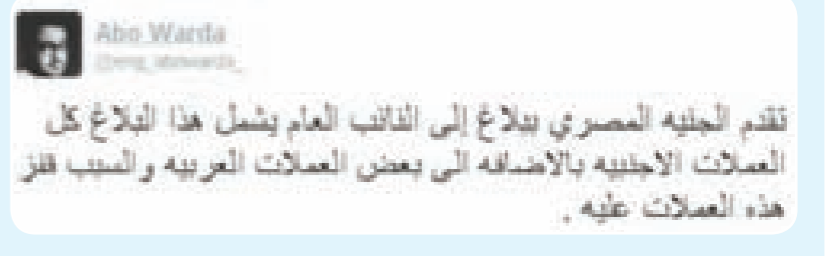 Abo Warda
تقدم الجنيه المصري ببلاغ إلى النائب العام يشمل هذا البلاغ كل
العملات الاجنبيه بالاضافه الى بعض العملات العربيه والسبب قفز
هذه العملات عليه .